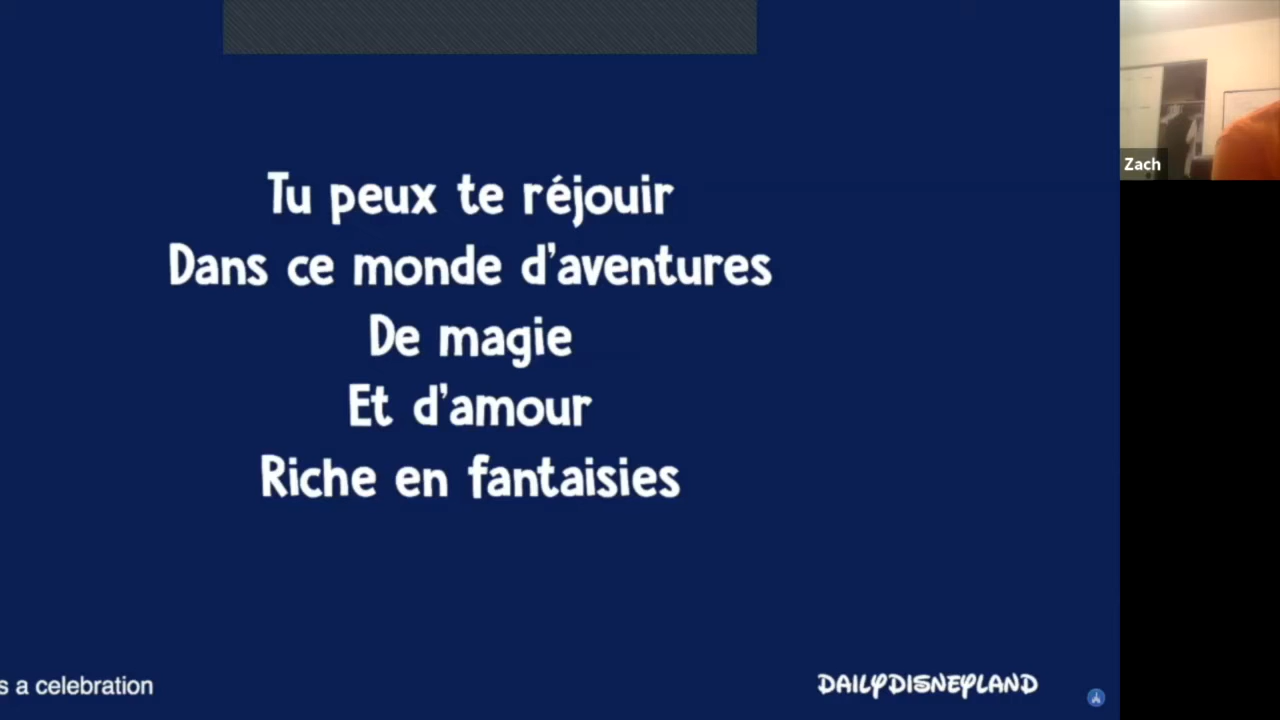 Tu peux te réjouir
Dans ce monde d'aventures
De magie
Et d'amour
Riche en fantaisies
s a celebration
DAILYDISNEYLAND
Zach